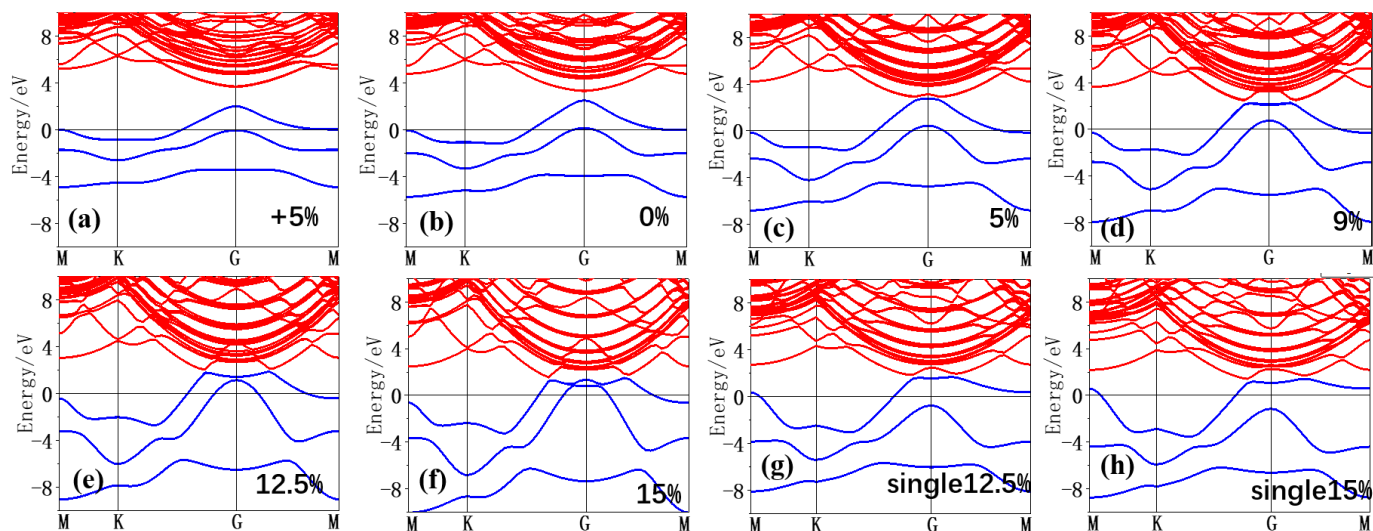 Energy/eV
8
4
0
−4
−8
(a)
+5%
M K G M
Energy/eV
8
4
0
−4
−8
(b)
0%
M K G M
Energy/eV
8
4
0
−4
−8
(c)
5%
M K G M
Energy/eV
8
4
0
−4
−8
(d)
9%
M K G M
Energy/eV
8
4
0
−4
−8
(e)
12.5%
M K G M
Energy/eV
8
4
0
−4
−8
(f)
15%
M K G M
Energy/eV
8
4
0
−4
−8
(g)
single12.5%
M K G M
Energy/eV
8
4
0
−4
−8
(h)
single15%
M K G M